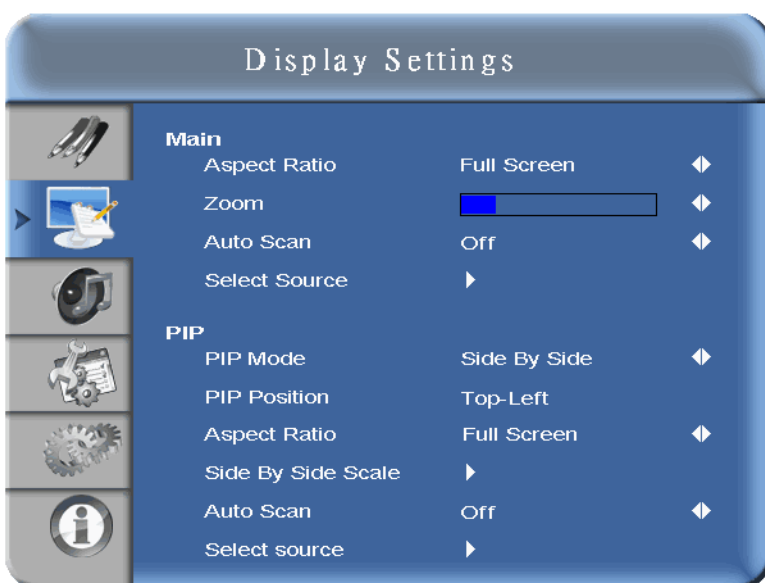 Display Settings
Main
Aspect Ratio Full Screen
Zoom
Auto Scan Off
Select Source
PIP
PIP Mode Side By Side
PIP Position Top-Left
Aspect Ratio Full Screen
Side By Side Scale
Auto Scan Off
Select source